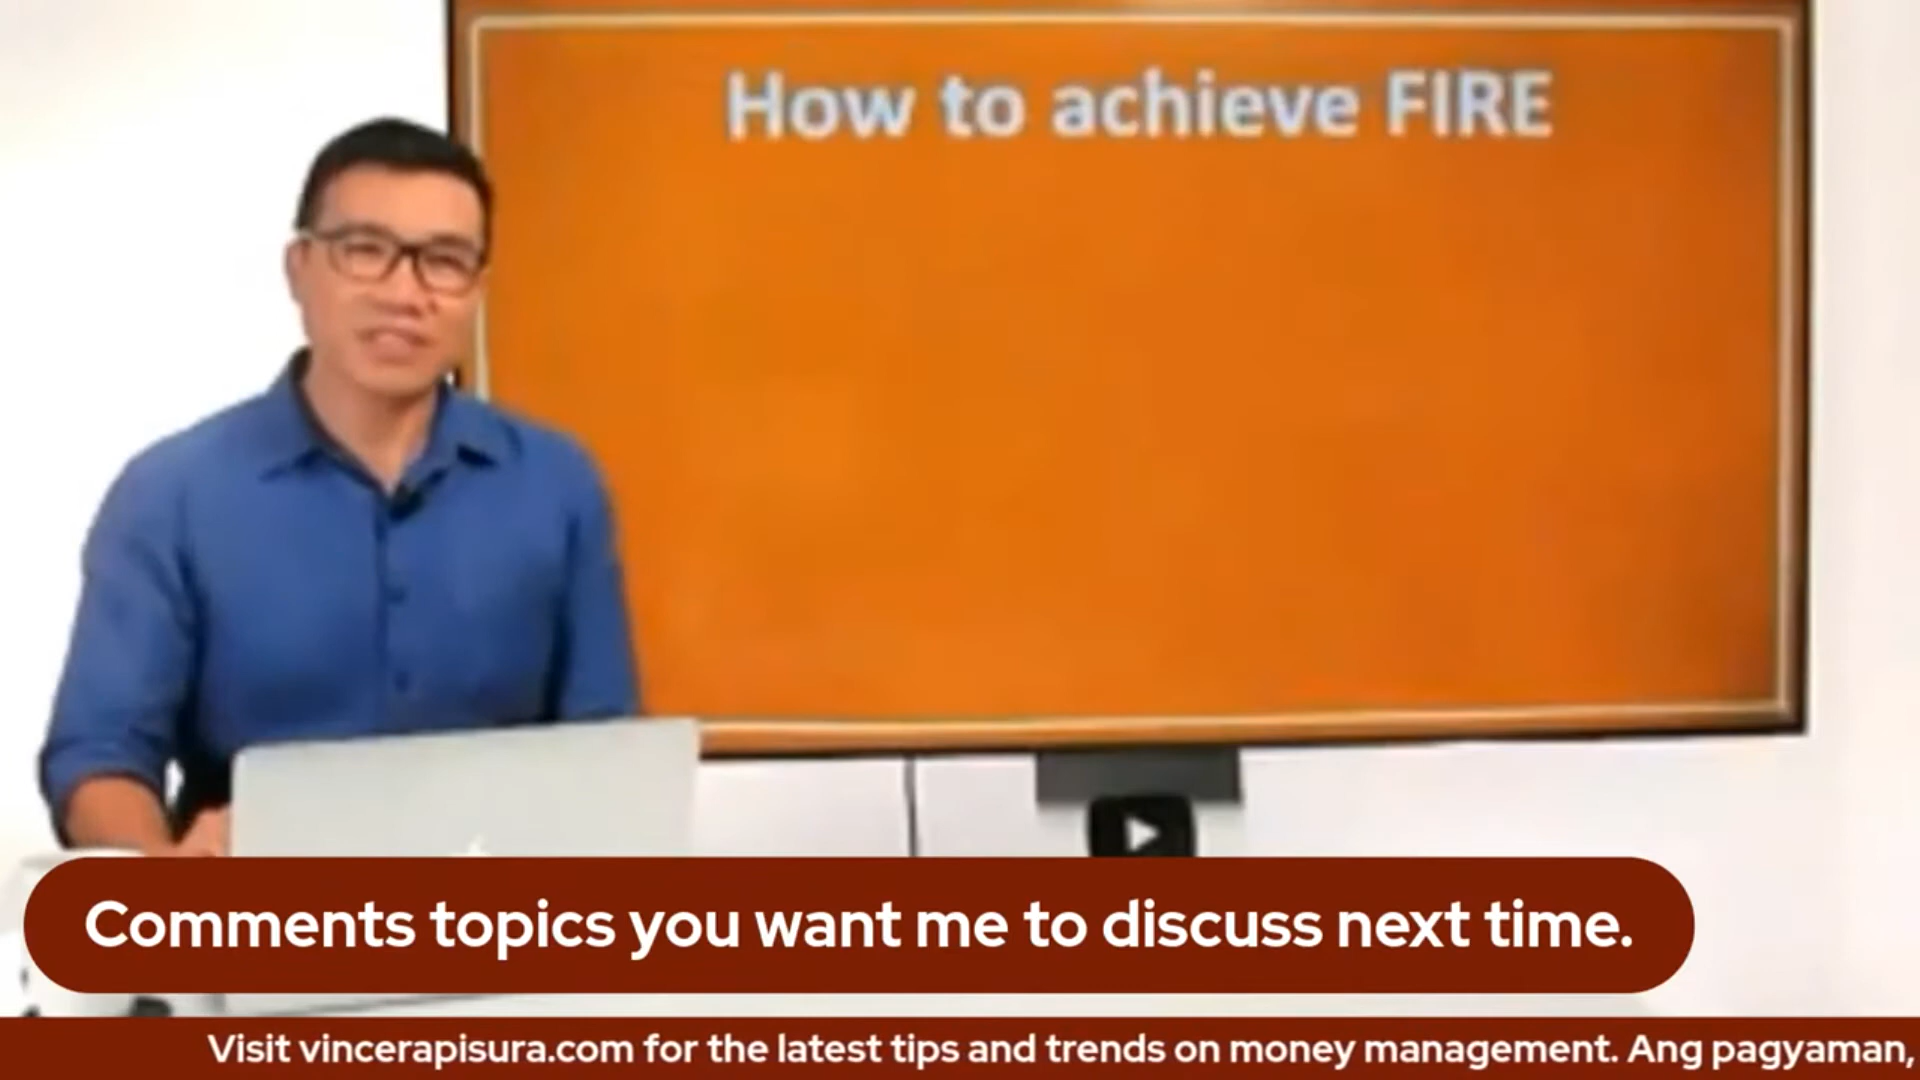 How to achieve FIRE
Comments topics you want me to discuss next time.
Visit vincerapisura.com for the latest tips and trends on money management. Ang pagyaman,